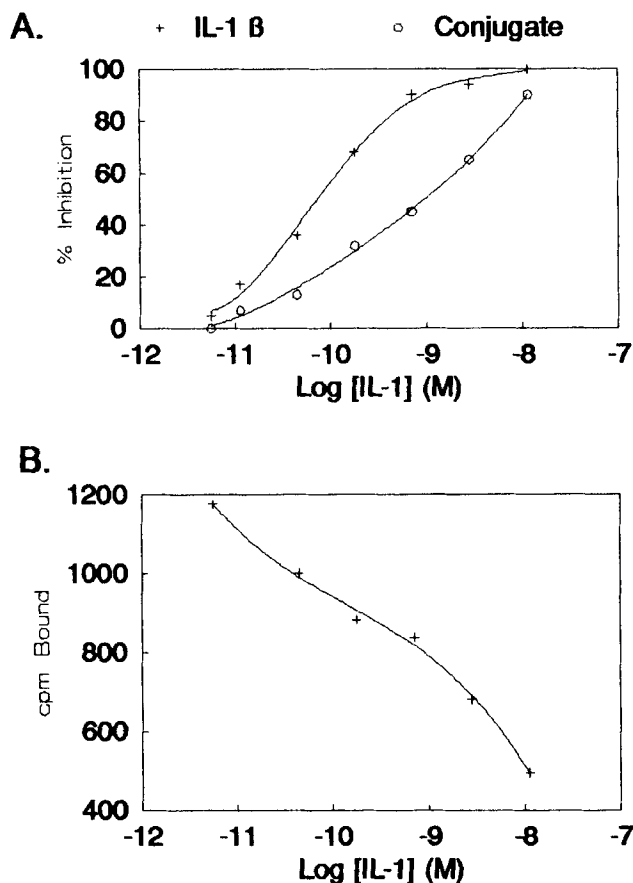 A.
+ IL-1 β ○ Conjugate
100
80
60
40
20
0
% Inhibition
-12 -11 -10 -9 -8 -7
Log [IL-1] (M)
B.
1200
1000
800
600
400
cpm Bound
-12 -11 -10 -9 -8 -7
Log [IL-1] (M)